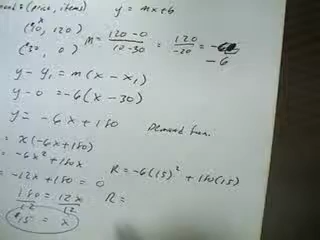 (price, items) y = mx+b
(10, 120)
(30, 0) m = 120-0 / 10-30 = 120 / -20 = -6
y - y₁ = m(x - x₁)
y - 0 = -6(x - 30)
y = -6x + 180
Demand func.
= x(-6x+180)
= -6x² + 180x
= -12x + 180 = 0
R = -6(15)² + 180(15)
180 / 12 = 12x / 12
R =
$15 = x